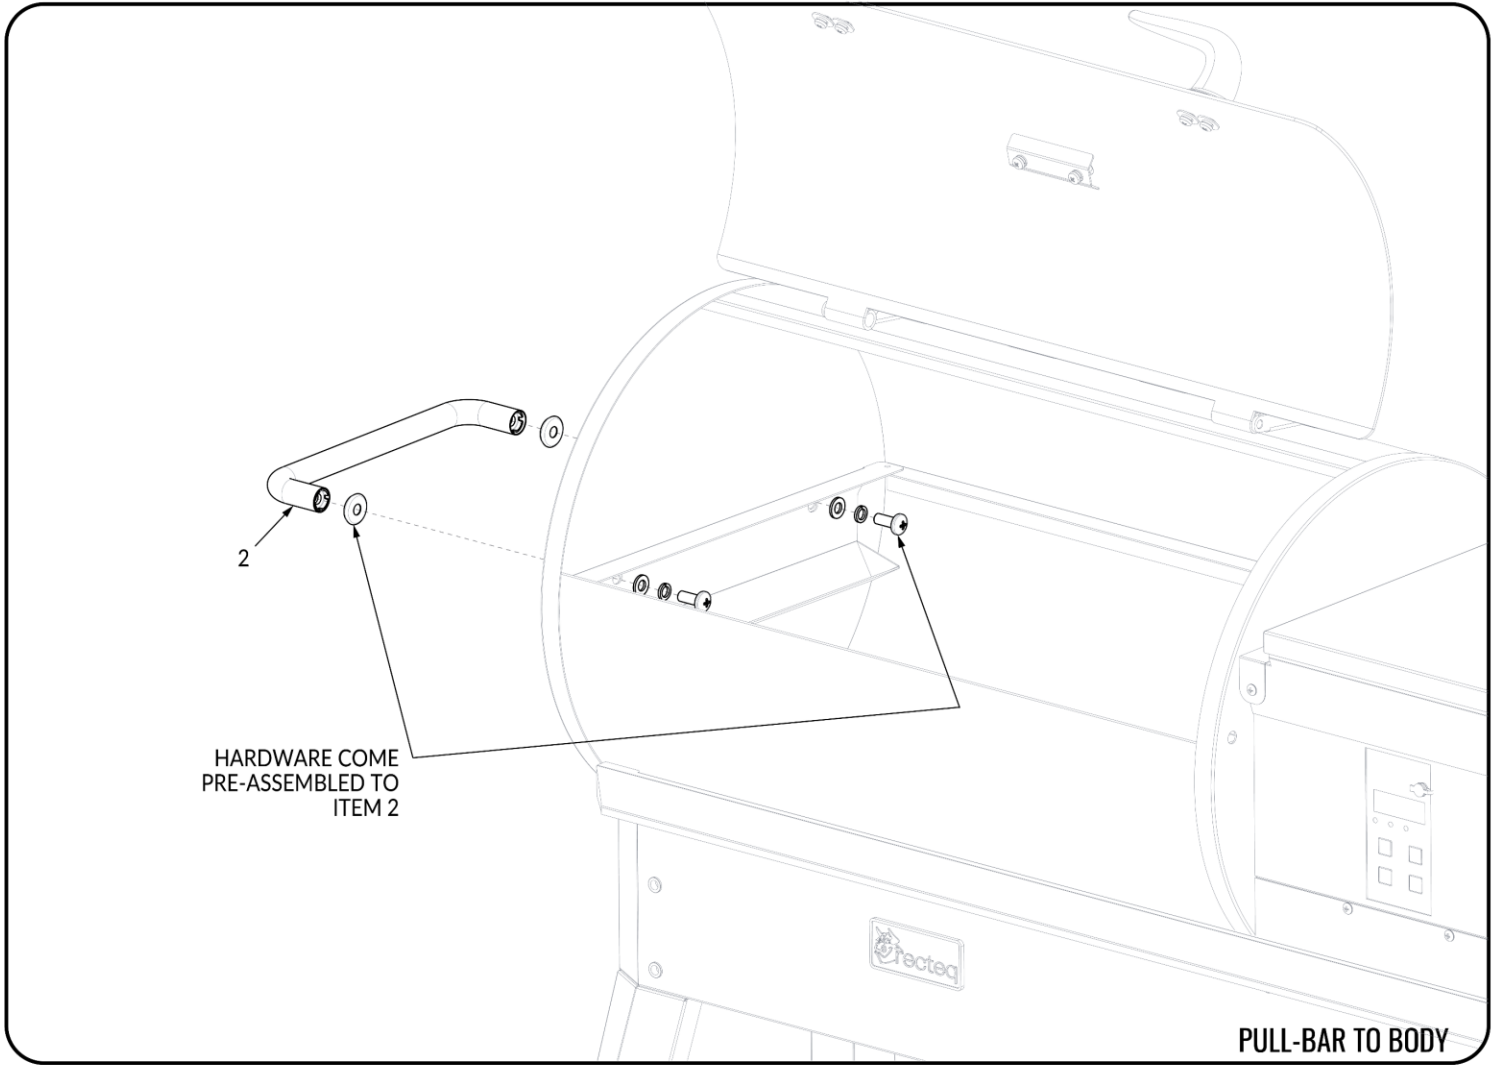 2
HARDWARE COME
PRE-ASSEMBLED TO
ITEM 2
recteq
PULL-BAR TO BODY